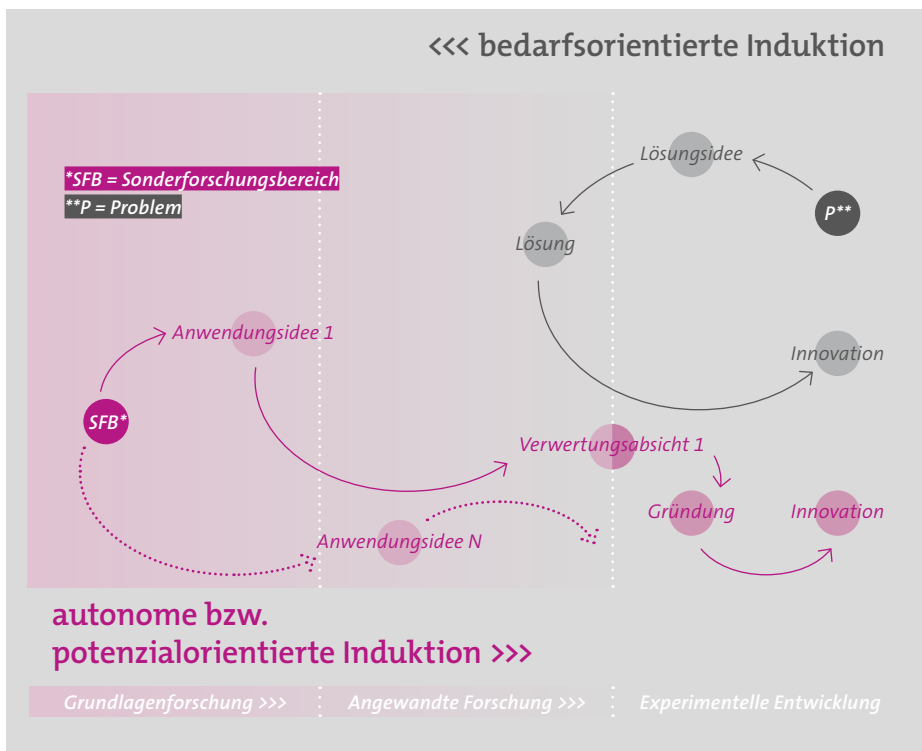 <<< bedarfsorientierte Induktion
Lösungsidee
*SFB = Sonderforschungsbereich
**P = Problem
P**
Lösung
Anwendungsidee 1
Innovation
SFB*
Verwertungsabsicht 1
Gründung
Innovation
Anwendungsidee N
autonome bzw.
potenzialorientierte Induktion >>>
Grundlagenforschung >>>
Angewandte Forschung >>>
Experimentelle Entwicklung